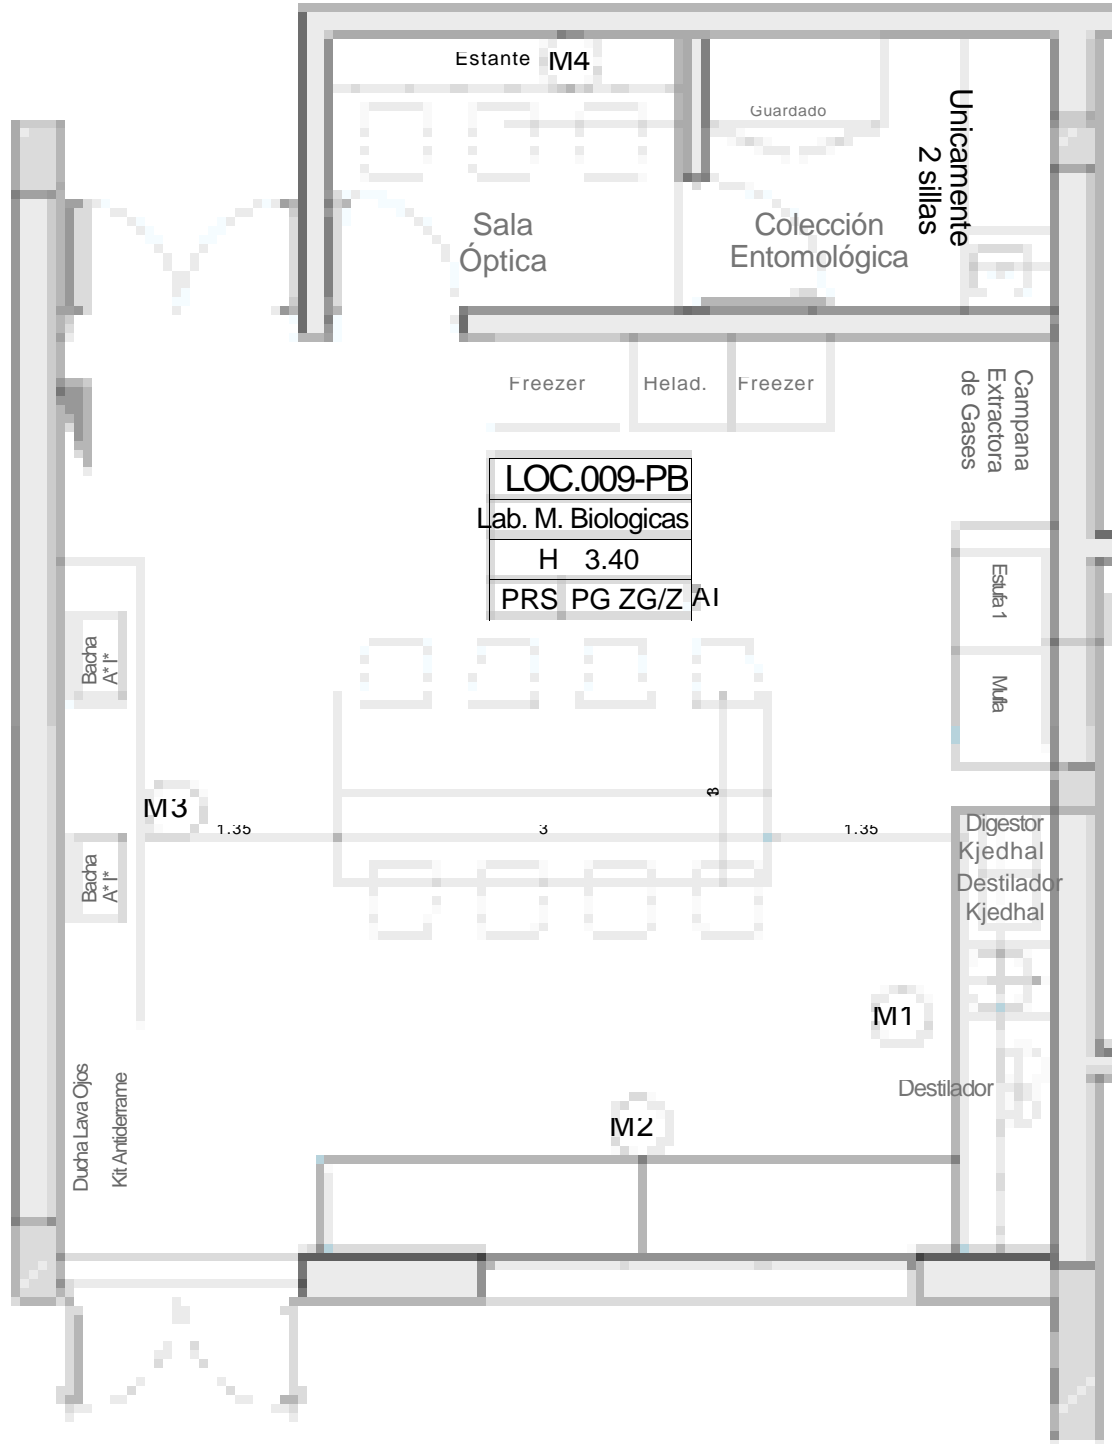 Estante M4
Guardado
Unicamente
2 sillas
Sala
Óptica
Colección
Entomológica
Freezer
Helad.
Freezer
Campana
Extractora
de Gases
LOC.009-PB
Lab. M. Biologicas
H 3.40
PRS PG ZG/Z AI
Estufa 1
Mufla
Bacha
A* I*
M3
1.35
3
1.35
Bacha
A* I*
Digestor
Kjedhal
Destilador
Kjedhal
M1
Destilador
M2
Ducha Lava Ojos
Kit Antiderrame